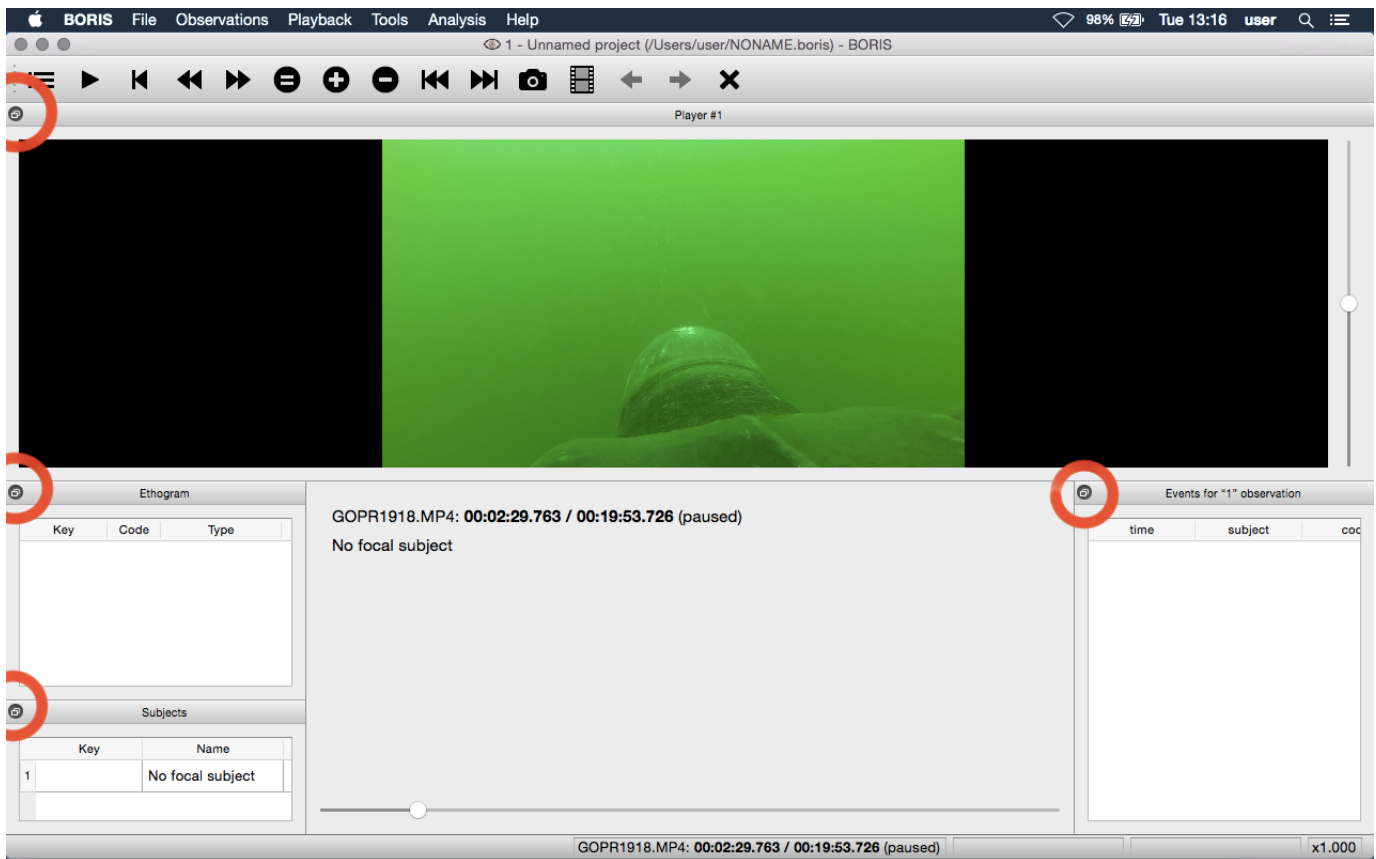 BORIS File Observations Playback Tools Analysis Help 98% Tue 13:16 user
1 - Unnamed project (/Users/user/NONAME.boris) - BORIS
Player #1
Ethogram
Key Code Type
GOPR1918.MP4: 00:02:29.763 / 00:19:53.726 (paused)
No focal subject
Events for "1" observation
time subject coc
Subjects
Key Name
1 No focal subject
GOPR1918.MP4: 00:02:29.763 / 00:19:53.726 (paused) x1.000